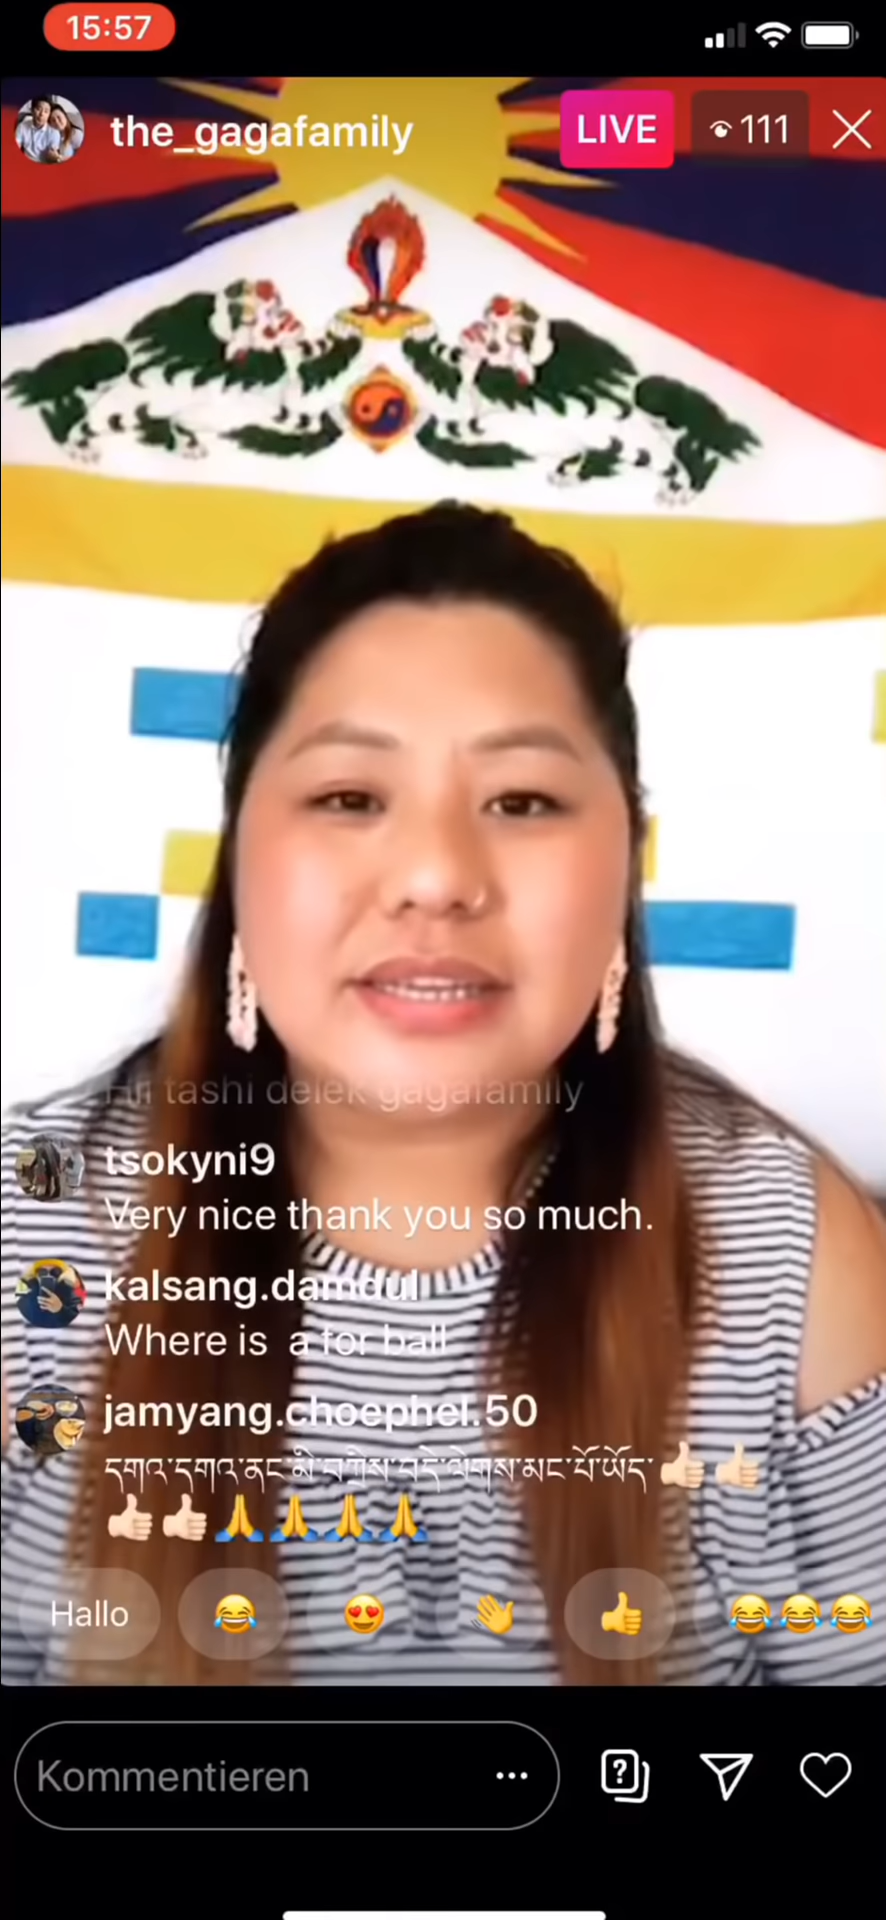 15:57
the_gagafamily
LIVE
111
Hi tashi delek gagafamily
tsokyni9
Very nice thank you so much.
kalsang.damdul
Where is a for ball
jamyang.choephel.50
དགའ་དགའ་ནང་མི་བཀྲིས་བདེ་ལེགས་མང་པོ་ཡོད་👍🏻👍🏻
👍🏻👍🏻🙏🙏🙏🙏
Hallo 😂 😍 👋 👍 😂😂😂
Kommentieren